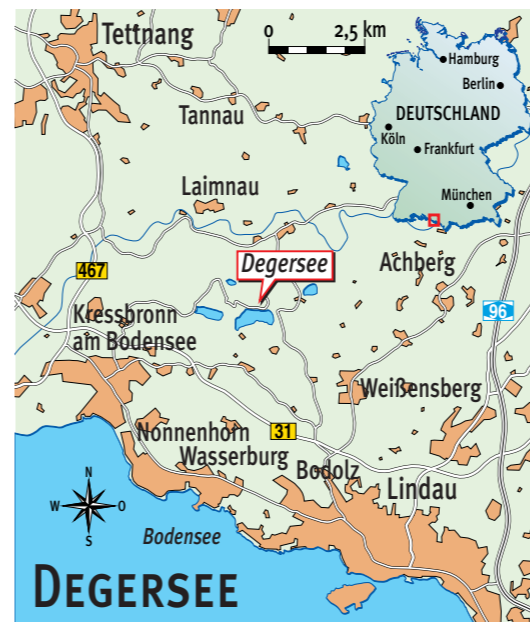 Tettnang
0 2,5 km
Hamburg
Berlin
DEUTSCHLAND
Köln
Frankfurt
München
Tannau
Laimnau
Degersee
Achberg
467
96
Kressbronn
am Bodensee
Weißensberg
Nonnenhorn
31
Wasserburg
Bodolz
Lindau
N
W O
S
Bodensee
DEGERSEE